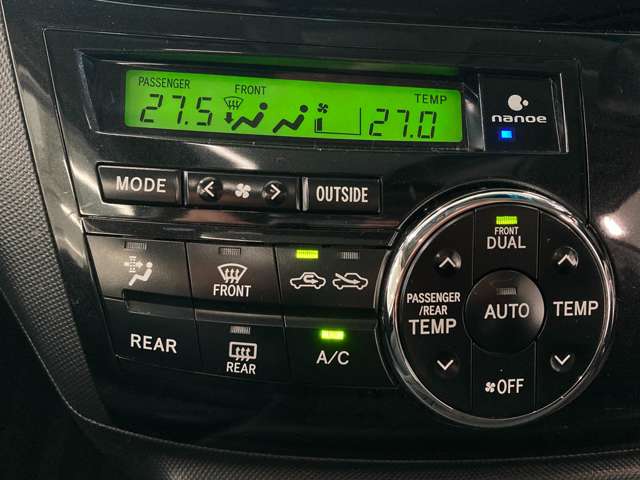 PASSENGER FRONT TEMP
27.5 27.0
nanoe
MODE OUTSIDE
FRONT
DUAL
FRONT
PASSENGER
/REAR
TEMP
AUTO
TEMP
REAR
REAR
A/C
OFF